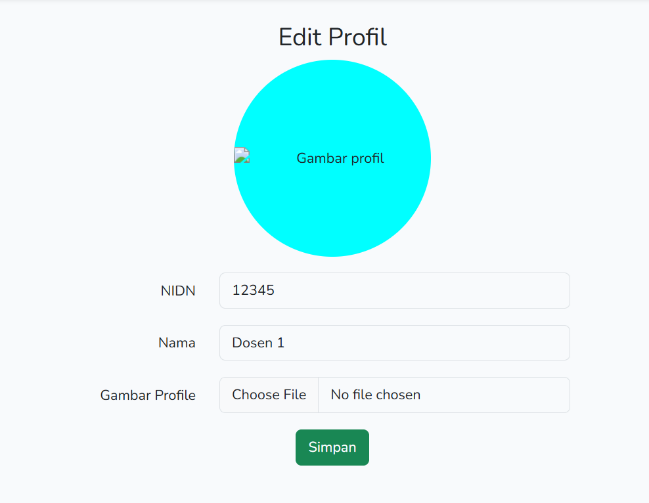 Edit Profil
Gambar profil
NIDN 12345
Nama Dosen 1
Gambar Profile Choose File No file chosen
Simpan